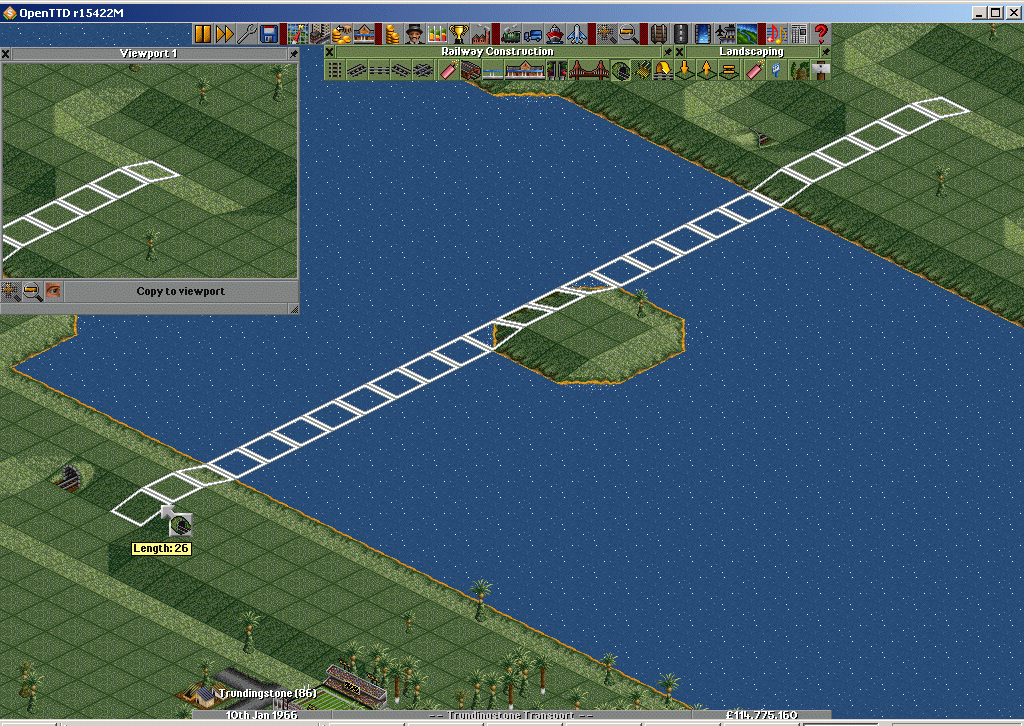 OpenTTD r15422M
Viewport 1
Railway Construction
Landscaping
Copy to viewport
Length: 26
Trundingstone (86)
10th Jan 1966
-- Trundingstone Transport --
£114,775,160